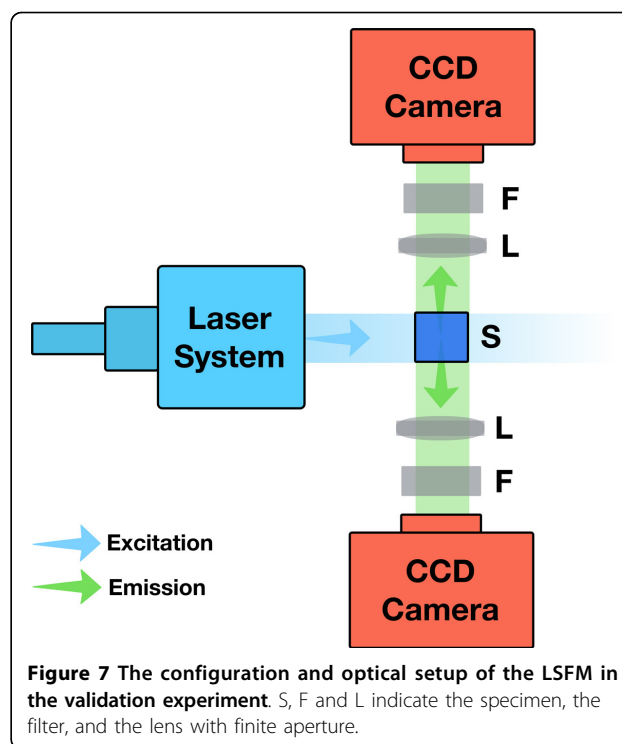 CCD
Camera
F
L
Laser
System
S
L
F
Excitation
Emission
CCD
Camera
Figure 7 The configuration and optical setup of the LSFM in
the validation experiment. S, F and L indicate the specimen, the
filter, and the lens with finite aperture.